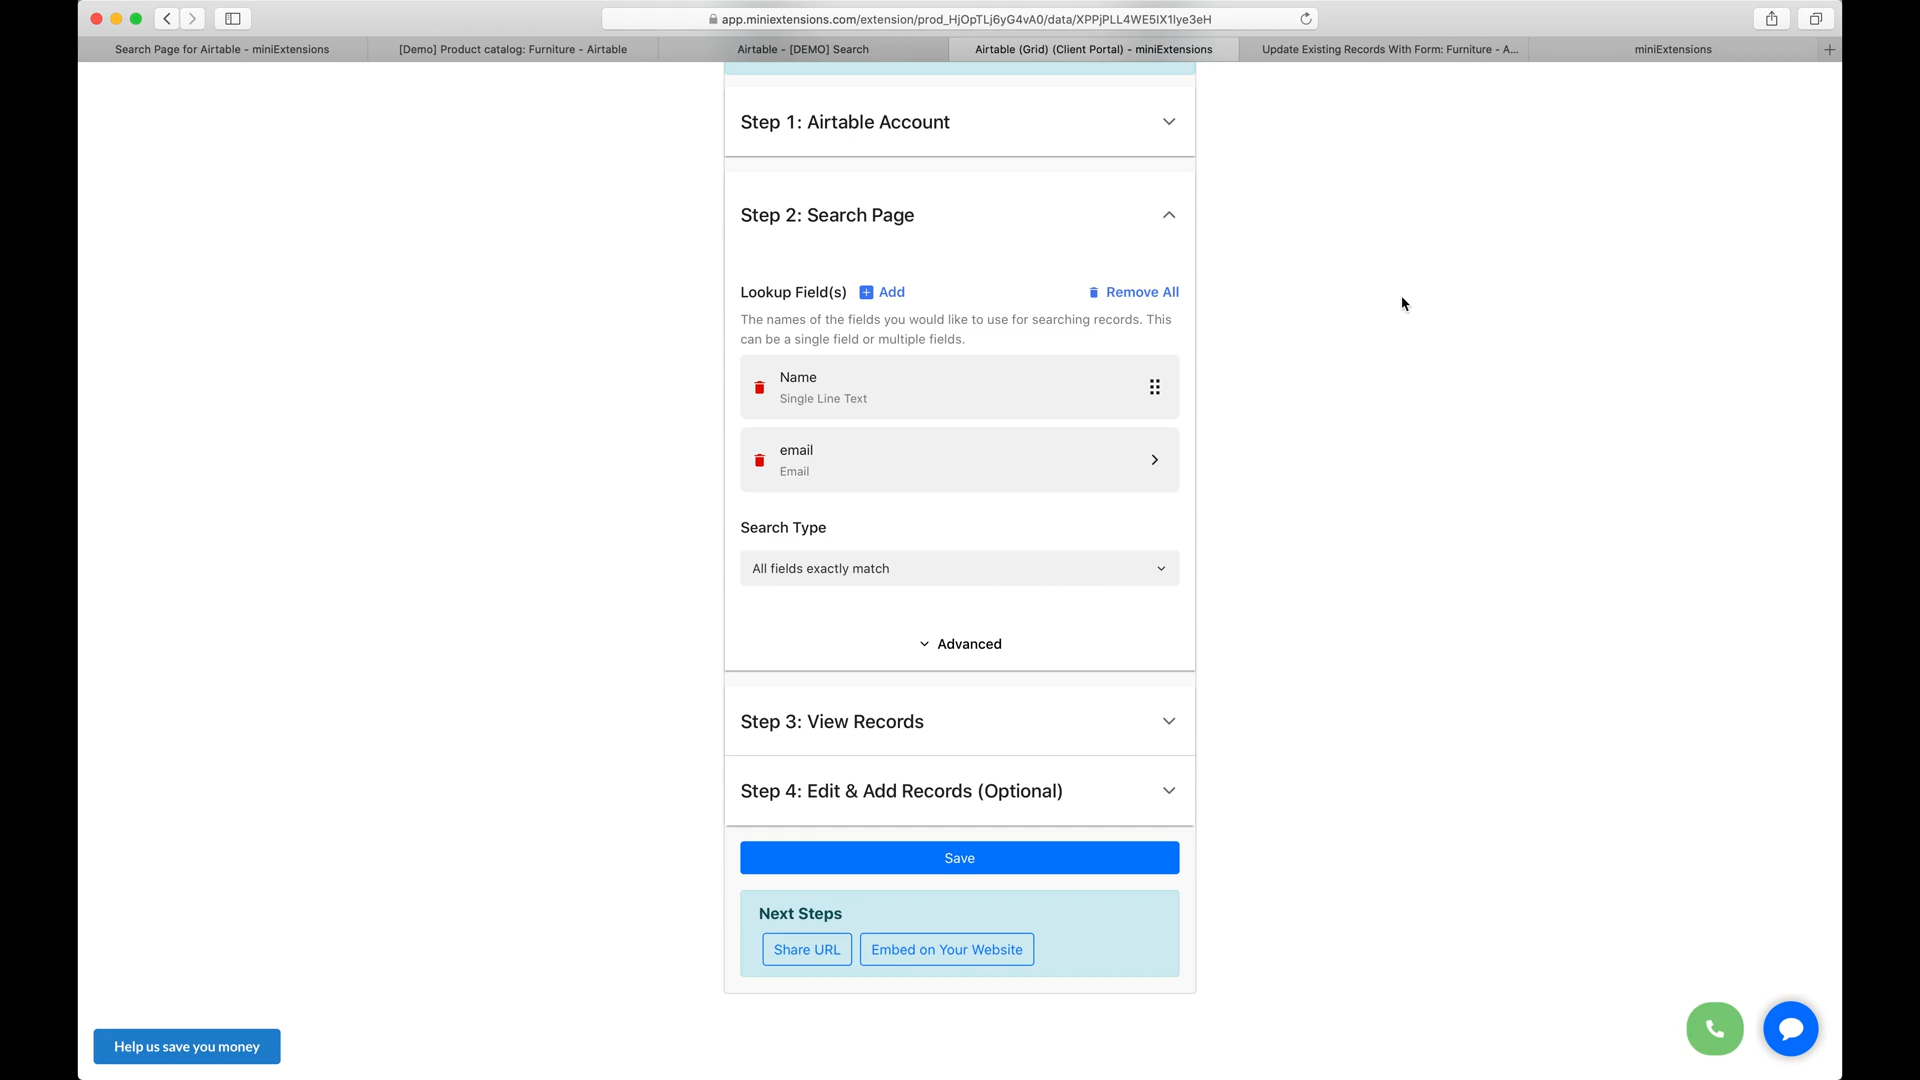 app.miniextensions.com/extension/prod_HjOpTLj6yG4vA0/data/XPPjPLL4WE5IX1lye3eH
Search Page for Airtable - miniExtensions
[Demo] Product catalog: Furniture - Airtable
Airtable - [DEMO] Search
Airtable (Grid) (Client Portal) - miniExtensions
Update Existing Records With Form: Furniture - A...
miniExtensions
Step 1: Airtable Account
Step 2: Search Page
Lookup Field(s) Add Remove All
The names of the fields you would like to use for searching records. This
can be a single field or multiple fields.
Name
Single Line Text
email
Email
Search Type
All fields exactly match
Advanced
Step 3: View Records
Step 4: Edit & Add Records (Optional)
Save
Next Steps
Share URL
Embed on Your Website
Help us save you money